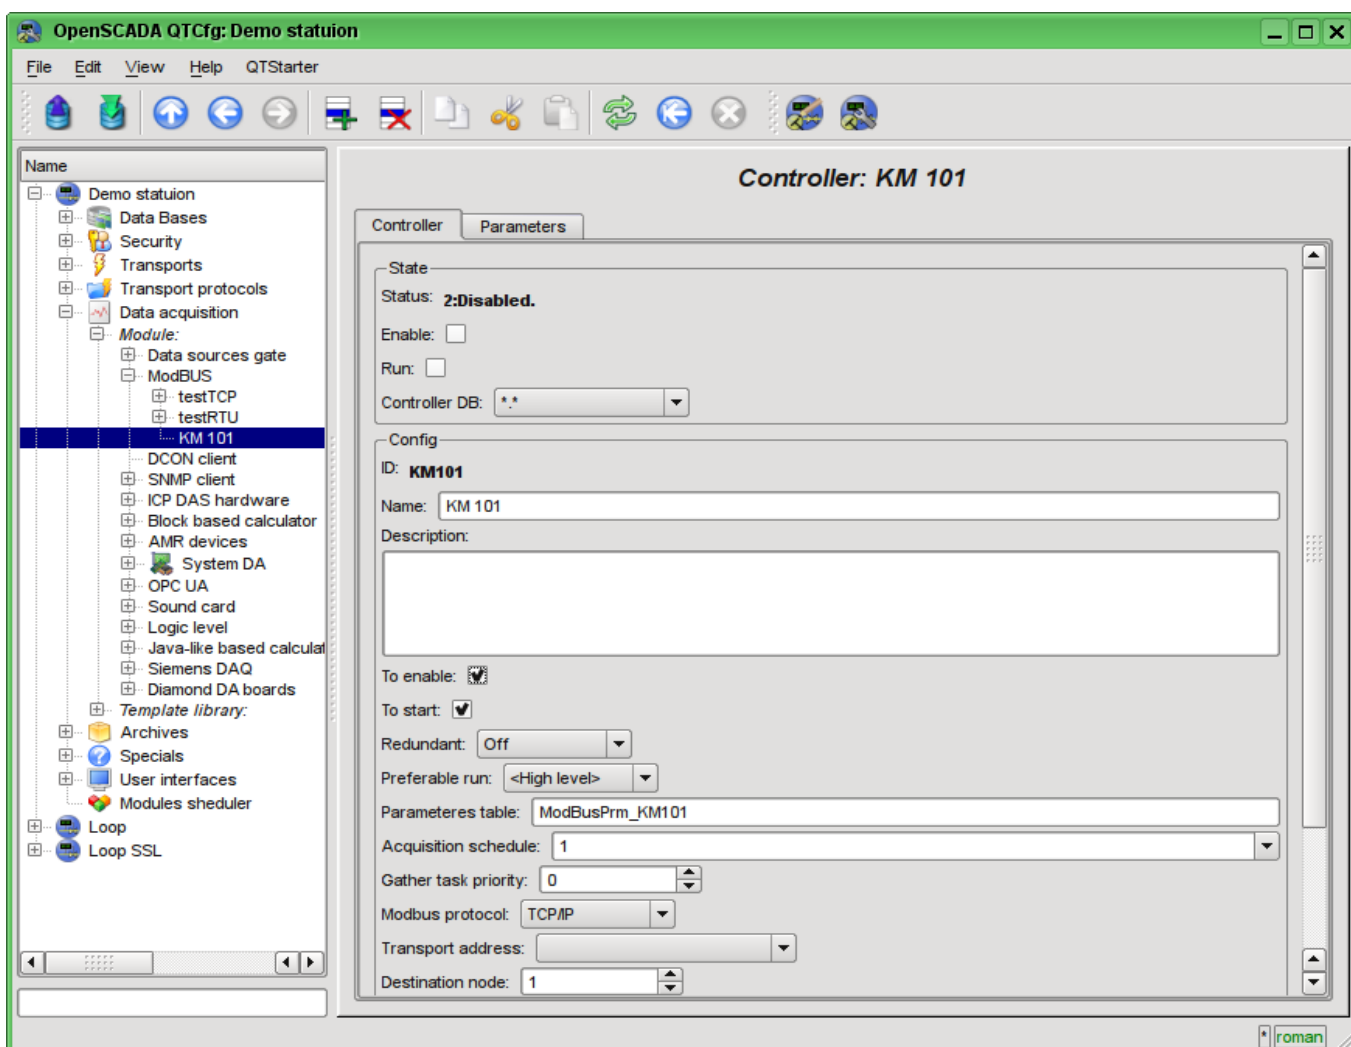 OpenSCADA QTCfg: Demo statuion
File Edit View Help QTStarter
Name
Demo statuion
Data Bases
Security
Transports
Transport protocols
Data acquisition
Module:
Data sources gate
ModBUS
testTCP
testRTU
KM 101
DCON client
SNMP client
ICP DAS hardware
Block based calculator
AMR devices
System DA
OPC UA
Sound card
Logic level
Java-like based calculat
Siemens DAQ
Diamond DA boards
Template library:
Archives
Specials
User interfaces
Modules sheduler
Loop
Loop SSL
Controller: KM 101
Controller Parameters
State
Status: 2:Disabled.
Enable:
Run:
Controller DB: *.*
Config
ID: KM101
Name: KM 101
Description:
To enable:
To start:
Redundant: Off
Preferable run: <High level>
Parameteres table: ModBusPrm_KM101
Acquisition schedule: 1
Gather task priority: 0
Modbus protocol: TCP/IP
Transport address:
Destination node: 1
* roman